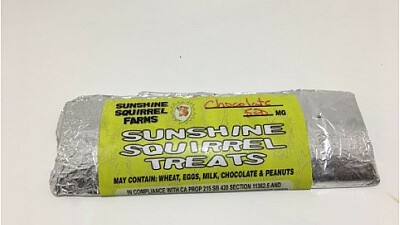 SUNSHINE
SQUIRREL
FARMS
Chocolate
MG
SUNSHINE
SQUIRREL
TREATS
MAY CONTAIN: WHEAT, EGGS, MILK, CHOCOLATE & PEANUTS
IN COMPLIANCE WITH CA PROP 215 SB 420 SECTION 11362.5 AND